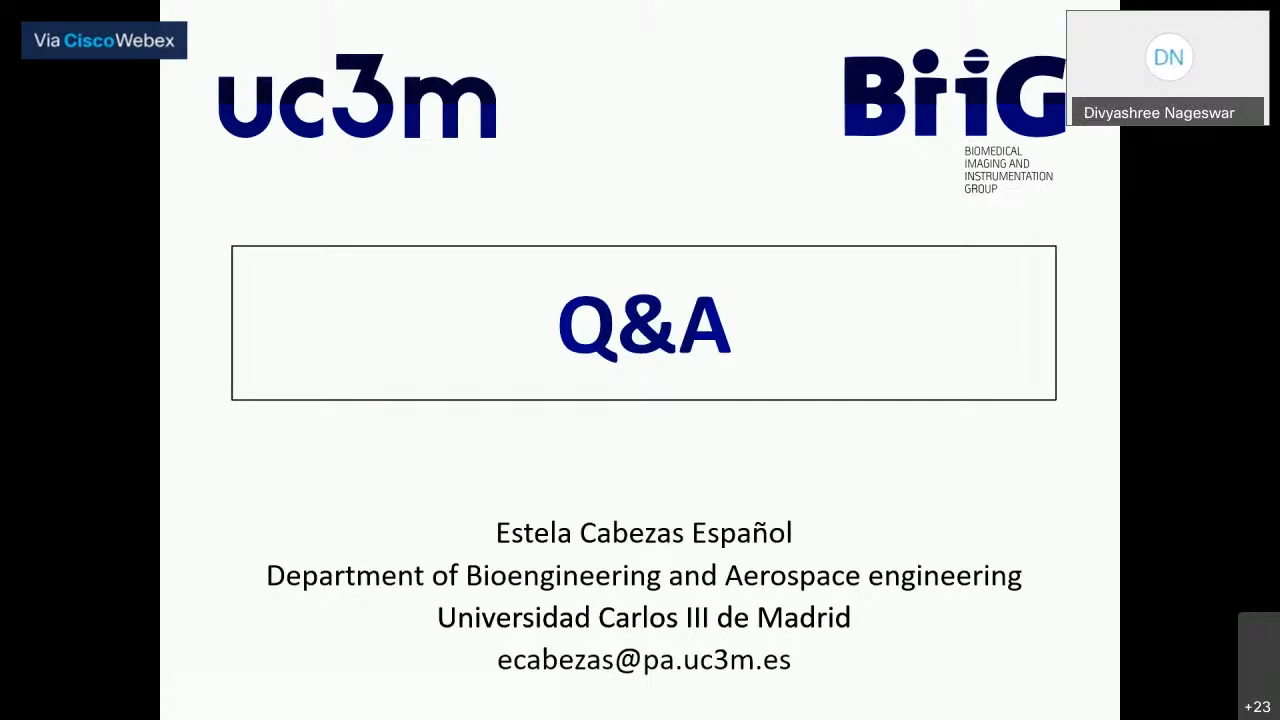 Via CiscoWebex
uc3m
BiiG
DN
Divyashree Nageswar
BIOMEDICAL
IMAGING AND
INSTRUMENTATION
GROUP
Q&A
Estela Cabezas Español
Department of Bioengineering and Aerospace engineering
Universidad Carlos III de Madrid
ecabezas@pa.uc3m.es
+23